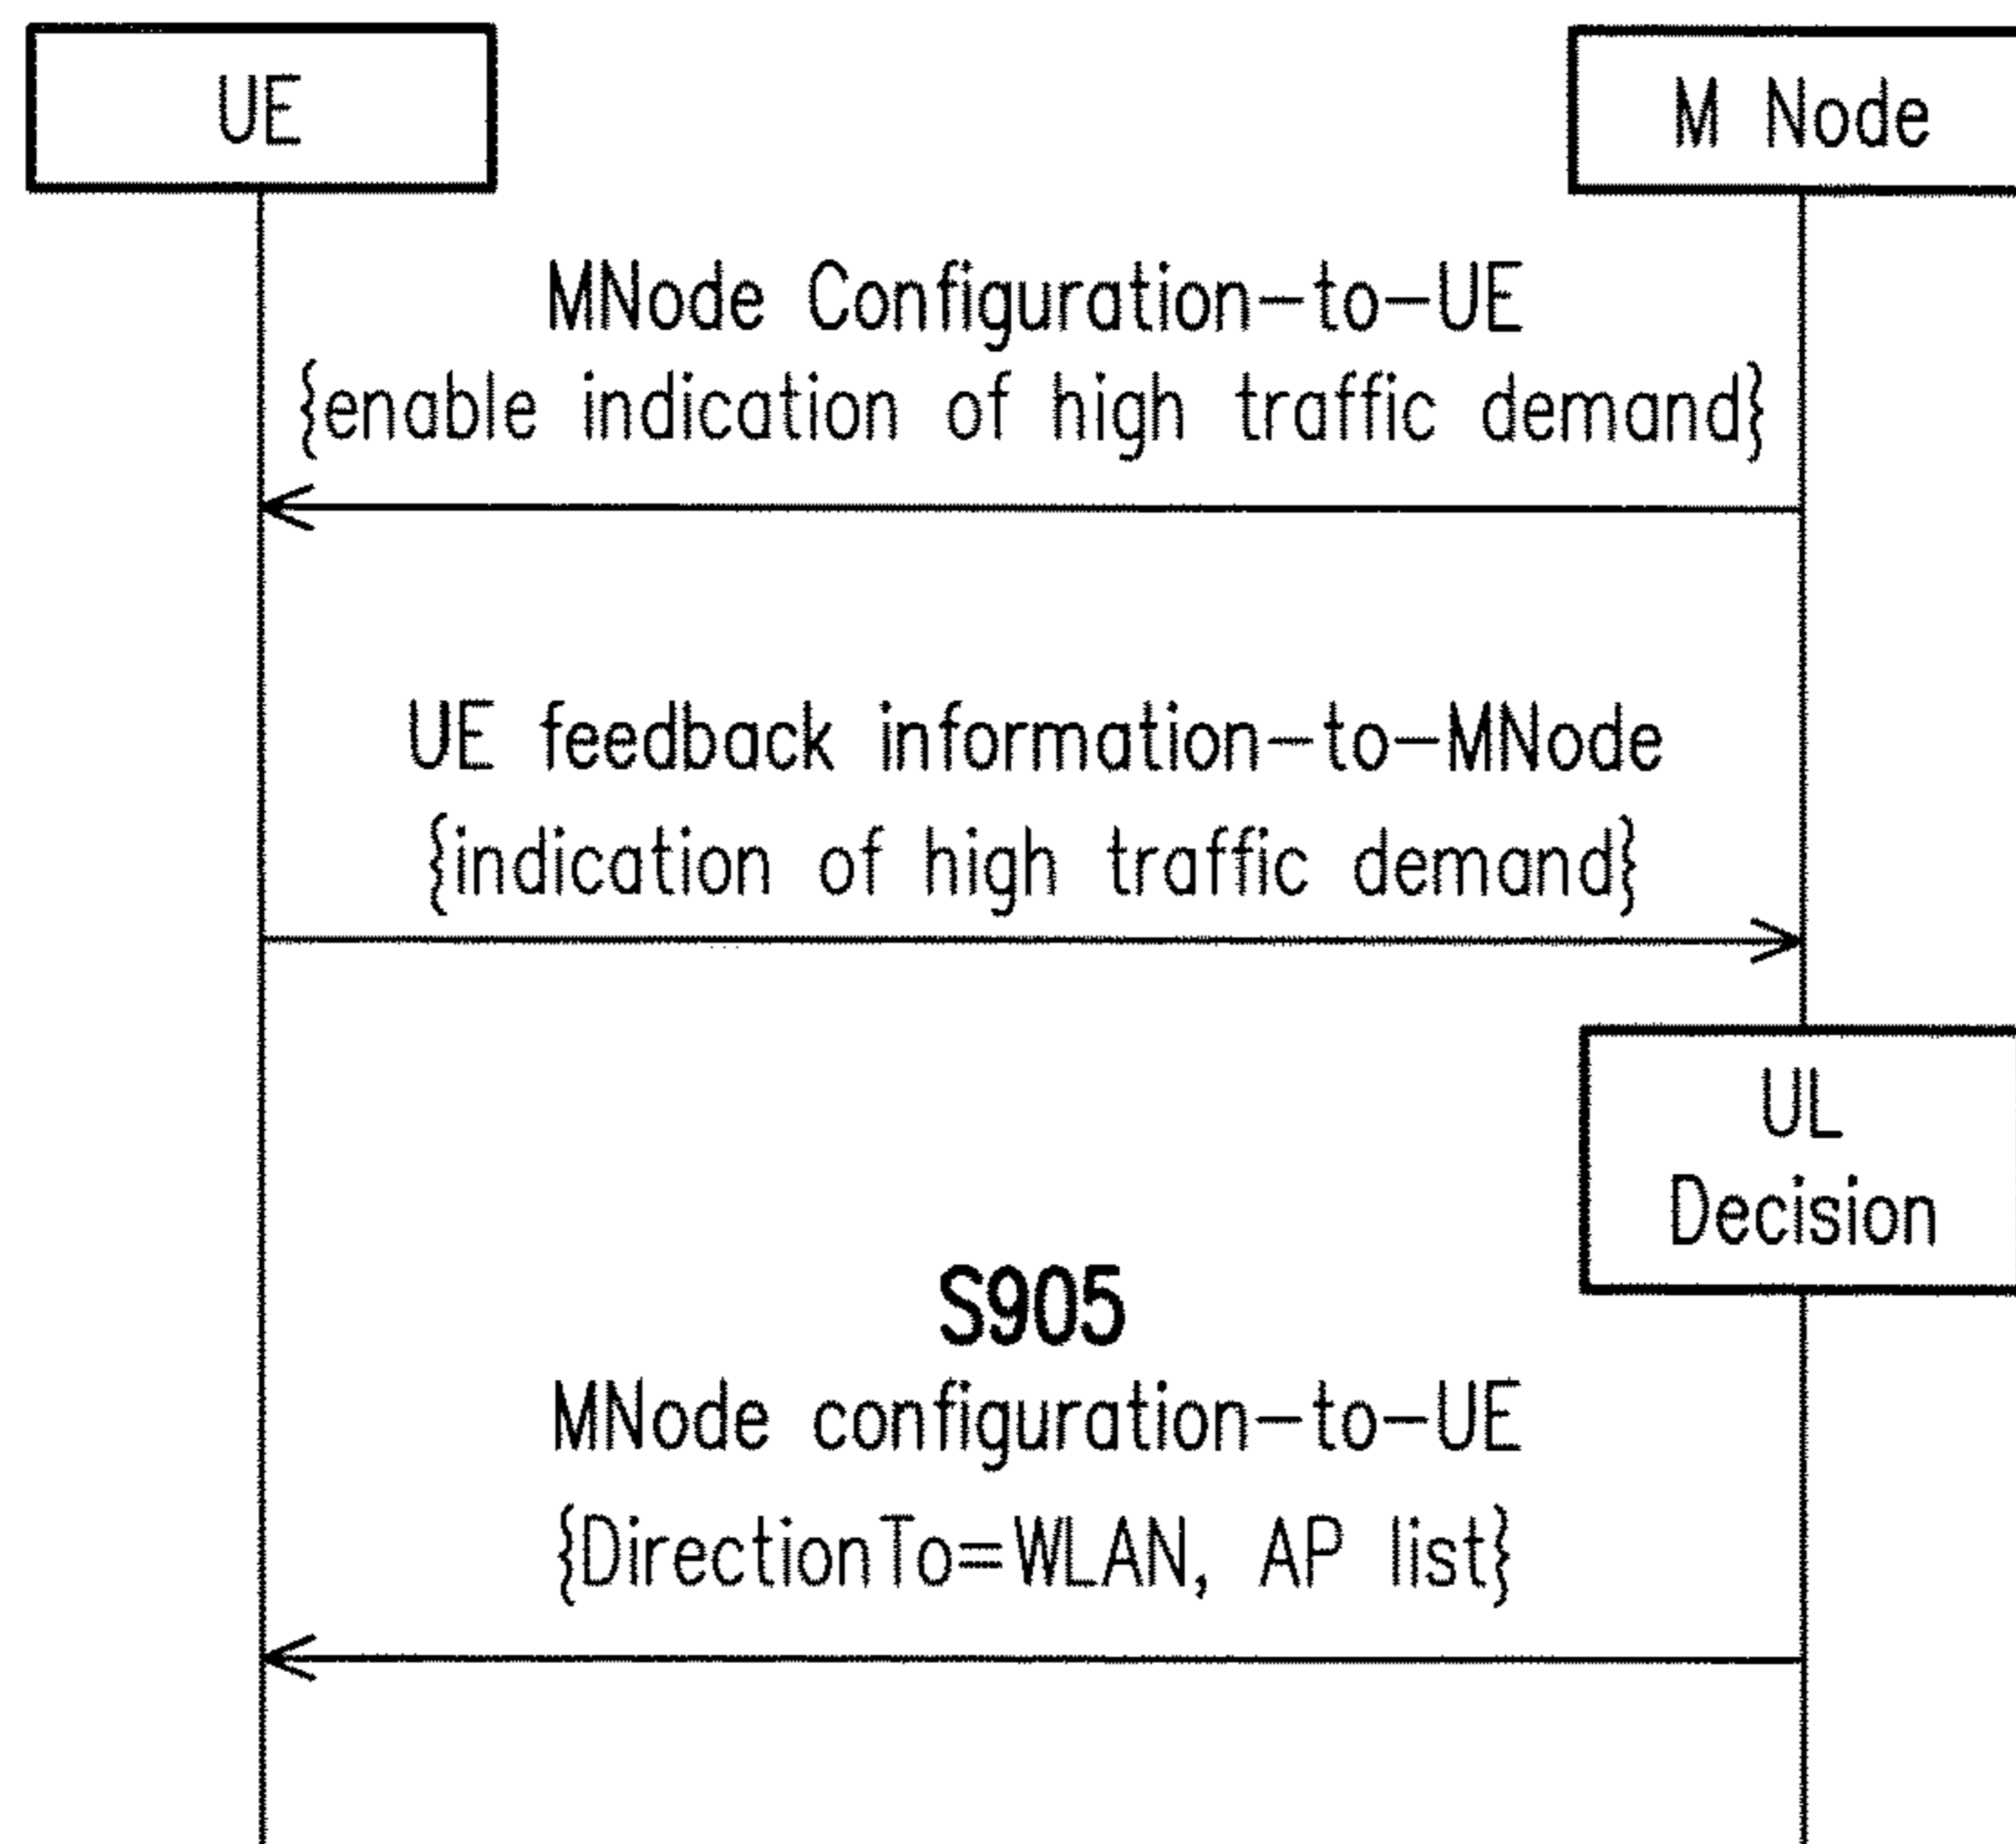 UE
M Node
MNode Configuration-to-UE
{enable indication of high traffic demand}
UE feedback information-to-MNode
{indication of high traffic demand}
UL
Decision
S905
MNode configuration-to-UE
{DirectionTo=WLAN, AP list}